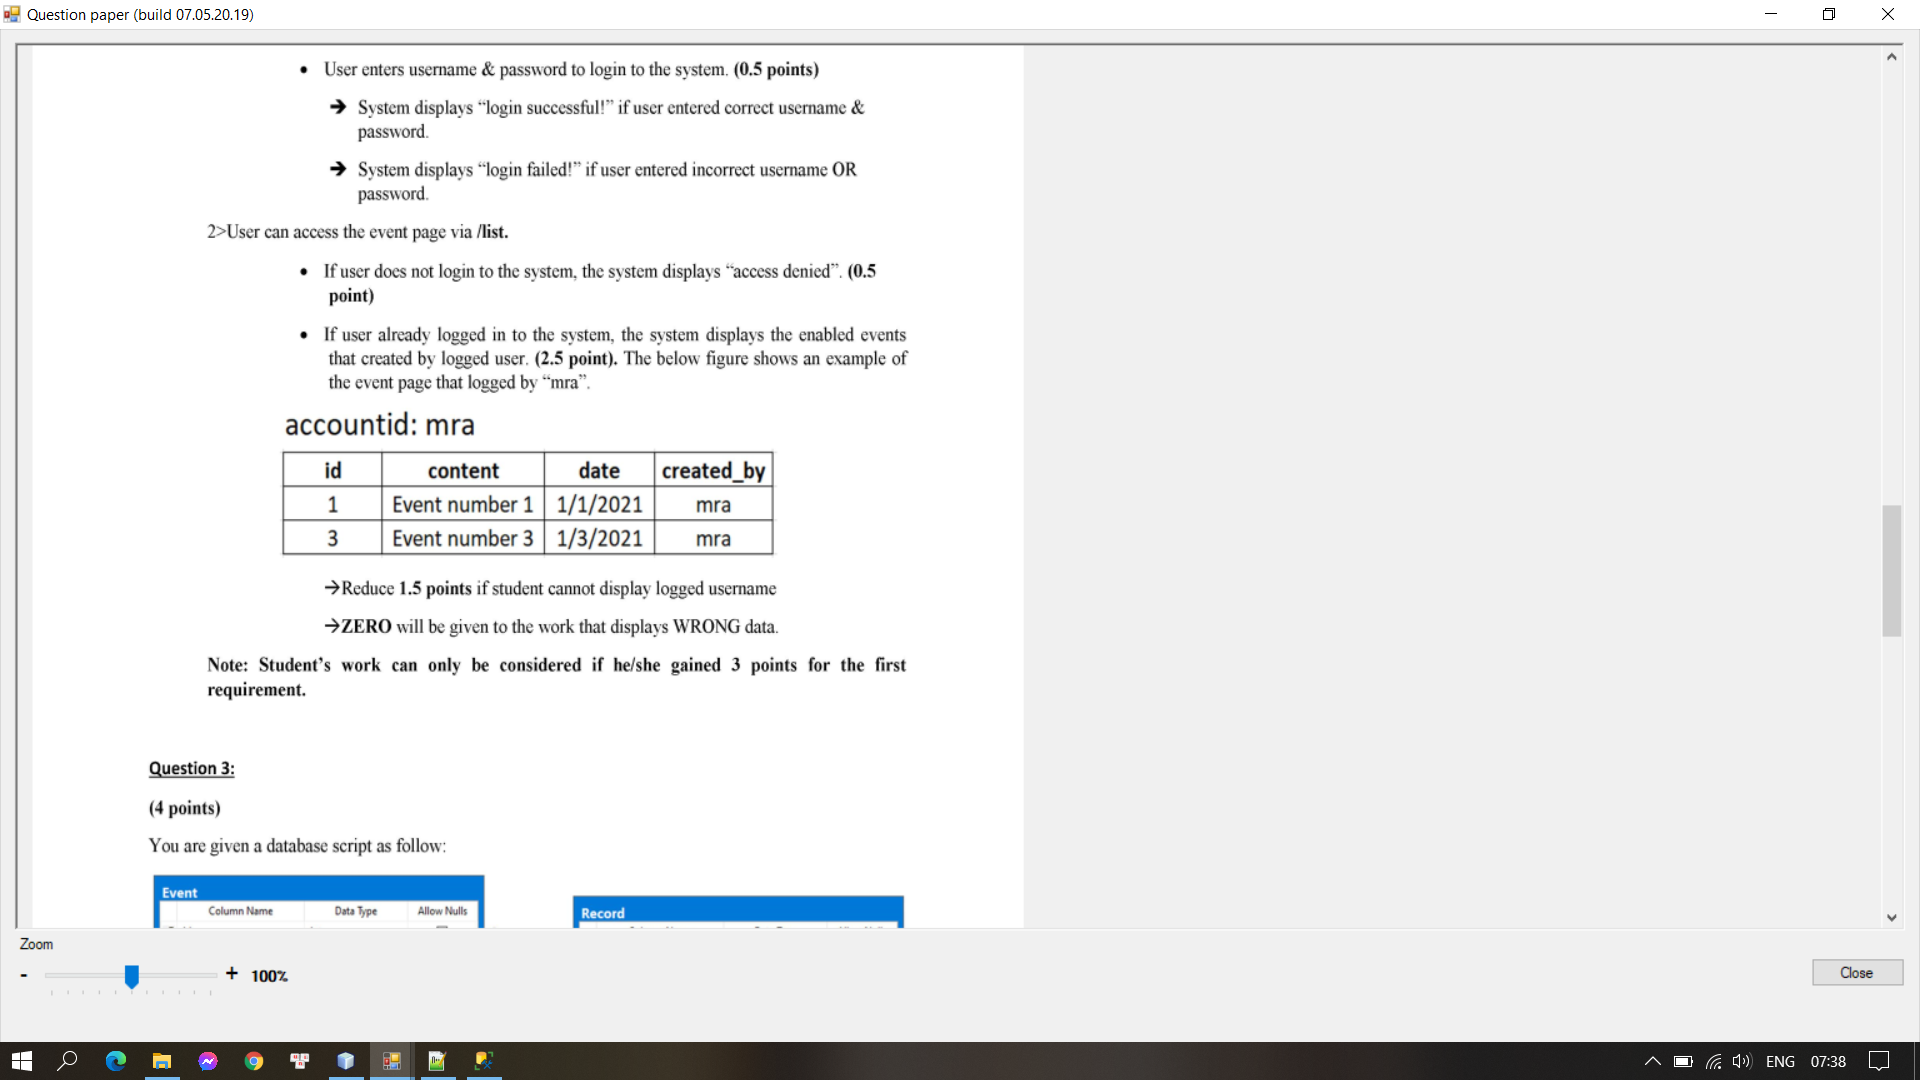 Question paper (build 07.05.20.19)
• User enters username & password to login to the system. (0.5 points)
➔ System displays “login successful!” if user entered correct username &
password.
➔ System displays “login failed!” if user entered incorrect username OR
password.
2>User can access the event page via /list.
• If user does not login to the system, the system displays “access denied”. (0.5
point)
• If user already logged in to the system, the system displays the enabled events
that created by logged user. (2.5 point). The below figure shows an example of
the event page that logged by “mra”.
accountid: mra
id content date created_by
1 Event number 1 1/1/2021 mra
3 Event number 3 1/3/2021 mra
→Reduce 1.5 points if student cannot display logged username
→ZERO will be given to the work that displays WRONG data.
Note: Student’s work can only be considered if he/she gained 3 points for the first
requirement.
Question 3:
(4 points)
You are given a database script as follow:
Event
Column Name Data Type Allow Nulls
Record
Zoom
- + 100%
Close
ENG 07:38